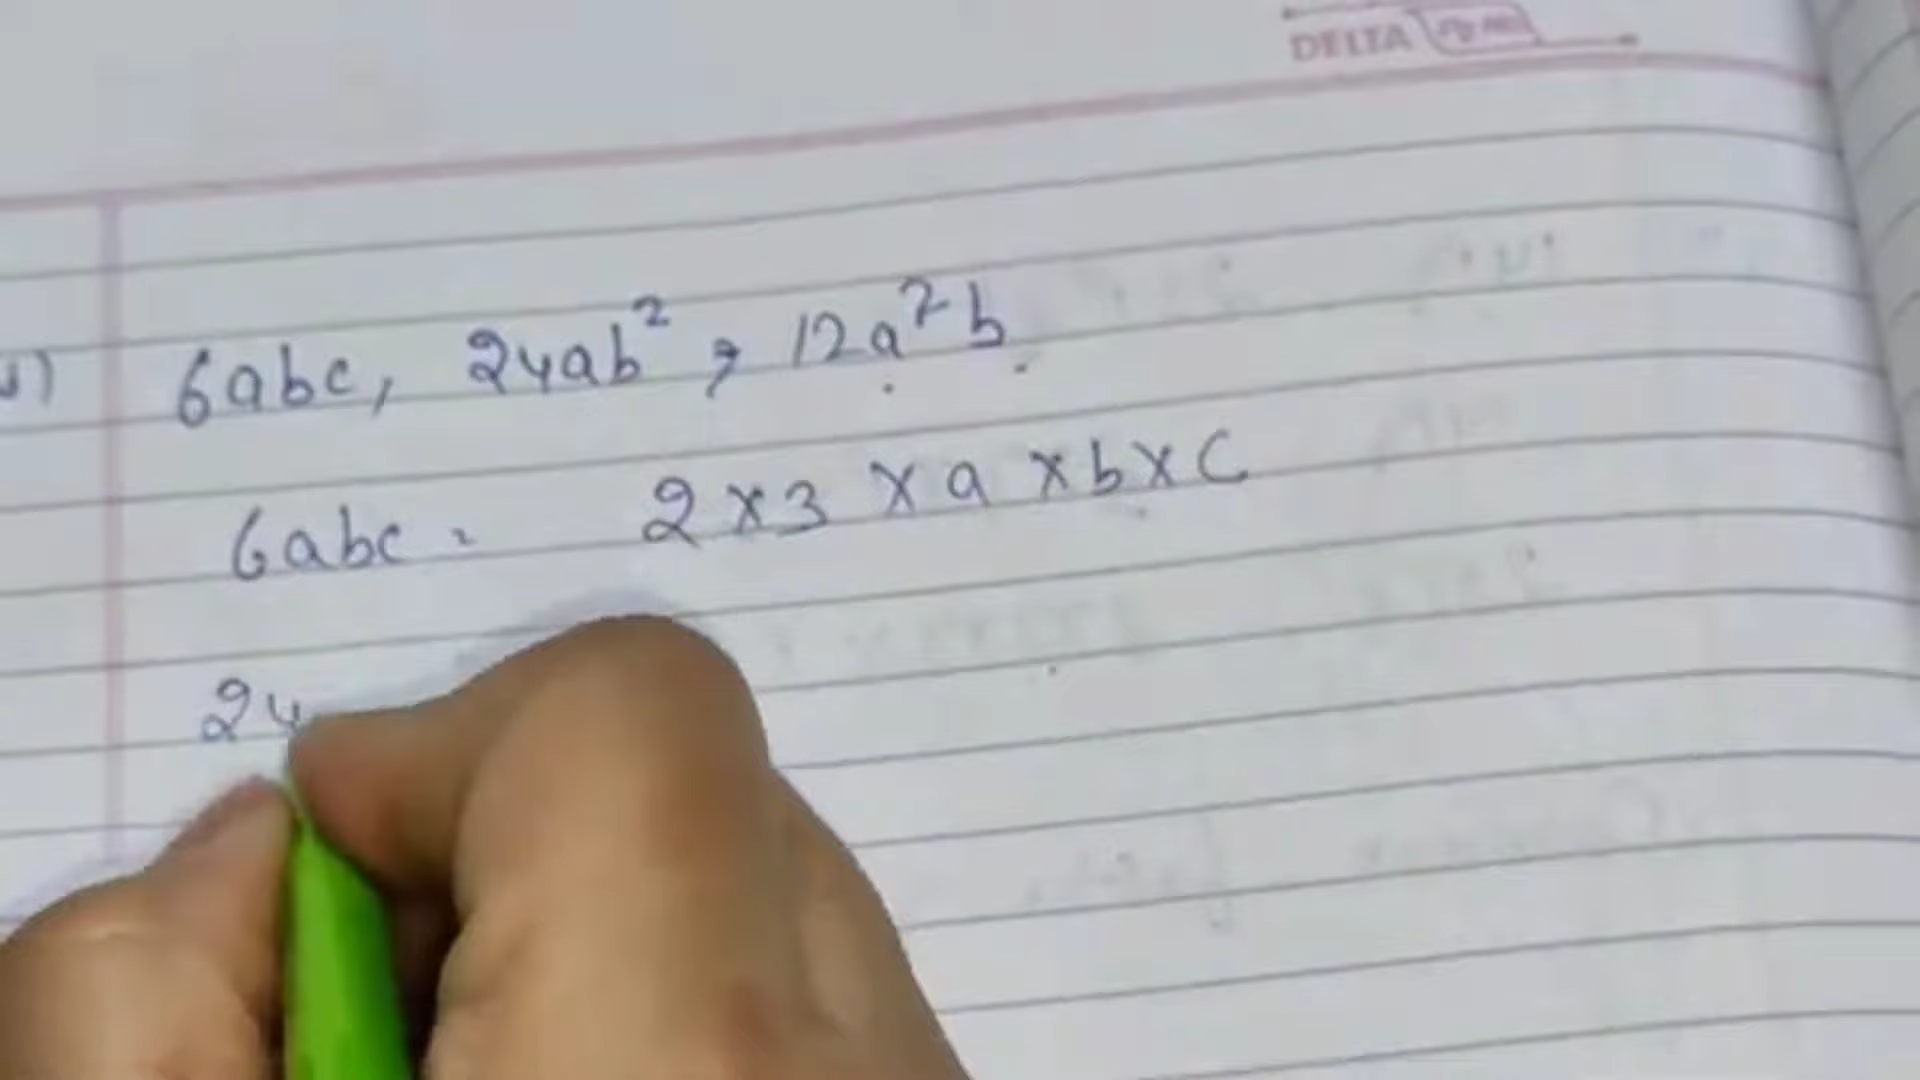 DELTA
6abc, 24ab², 12a²b
6abc = 2×3 × a × b × c
24